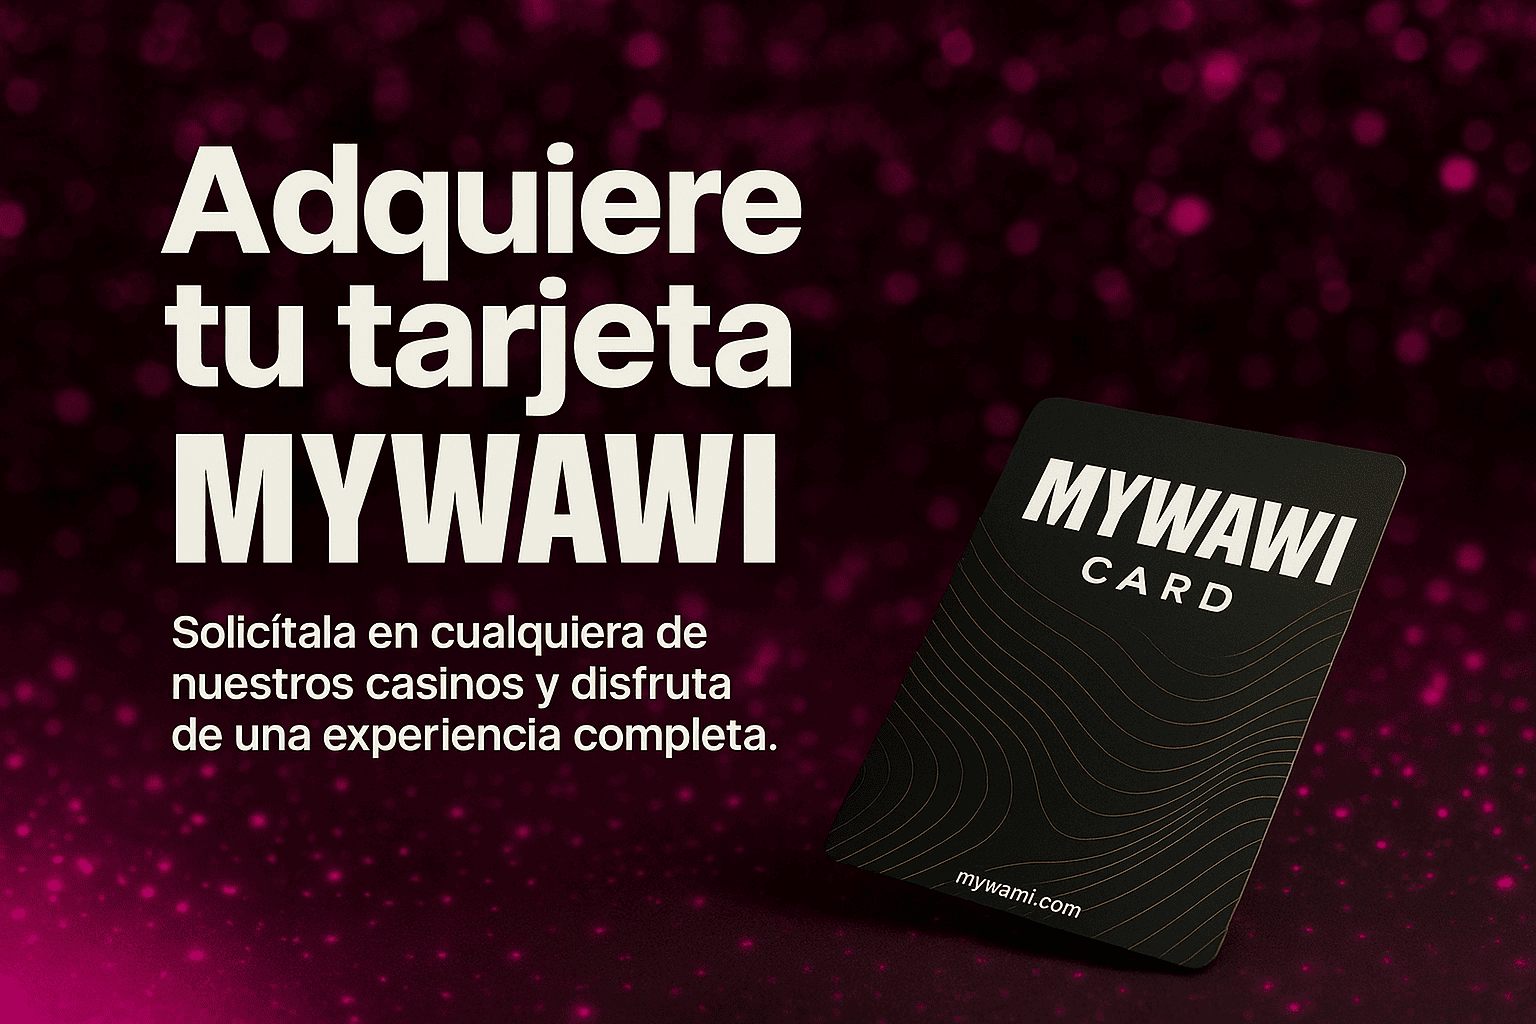 Adquiere
tu tarjeta
MYWAWI
Solicítala en cualquiera de
nuestros casinos y disfruta
de una experiencia completa.
MYWAWI
CARD
mywami.com